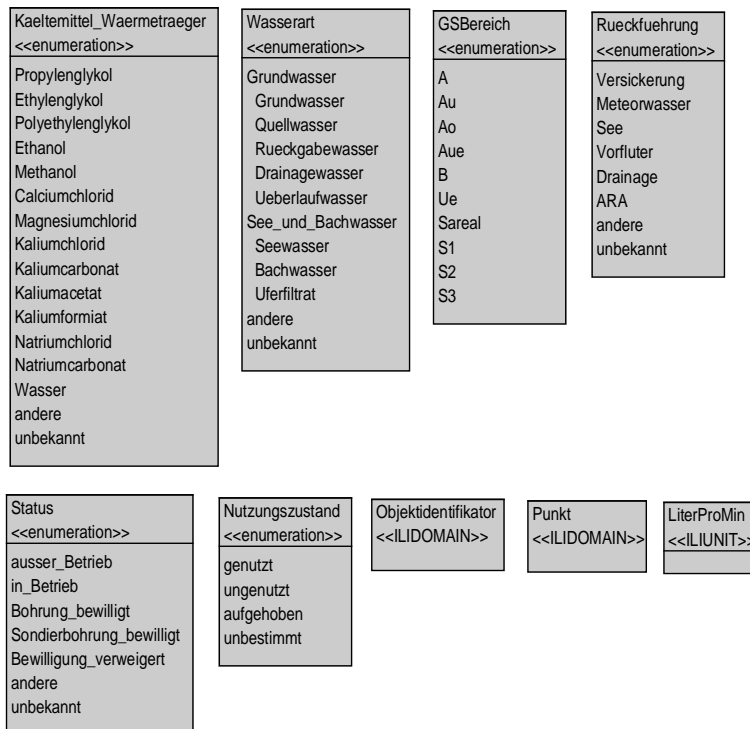 Kaeltemittel_Waermetraeger
<<enumeration>>
Propylenglykol
Ethylenglykol
Polyethylenglykol
Ethanol
Methanol
Calciumchlorid
Magnesiumchlorid
Kaliumchlorid
Kaliumcarbonat
Kaliumacetat
Kaliumformiat
Natriumchlorid
Natriumcarbonat
Wasser
andere
unbekannt
Wasserart
<<enumeration>>
Grundwasser
Grundwasser
Quellwasser
Rueckgabewasser
Drainagewasser
Ueberlaufwasser
See_und_Bachwasser
Seewasser
Bachwasser
Uferfiltrat
andere
unbekannt
GSBereich
<<enumeration>>
A
Au
Ao
Aue
B
Ue
Sareal
S1
S2
S3
Rueckfuehrung
<<enumeration>>
Versickerung
Meteorwasser
See
Vorfluter
Drainage
ARA
andere
unbekannt
Status
<<enumeration>>
ausser_Betrieb
in_Betrieb
Bohrung_bewilligt
Sondierbohrung_bewilligt
Bewilligung_verweigert
andere
unbekannt
Nutzungszustand
<<enumeration>>
genutzt
ungenutzt
aufgehoben
unbestimmt
Objektidentifikator
<<ILIDOMAIN>>
Punkt
<<ILIDOMAIN>>
LiterProMin
<<ILIUNIT>>